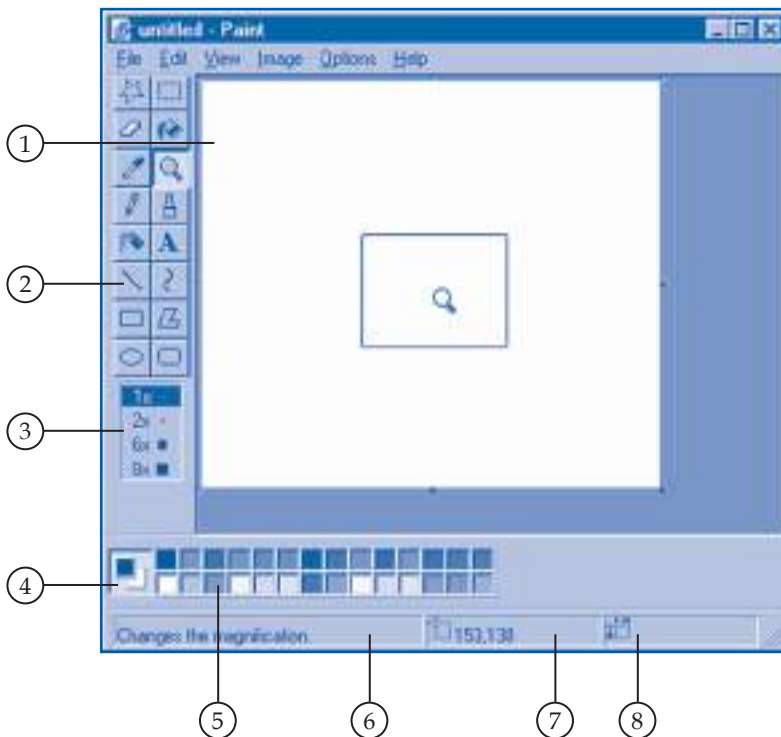 untitled - Paint
File Edit View Image Options Help
1
A
2
1x
2x
3
6x
8x
4
Changes the magnification.
153,138
5
6
7
8